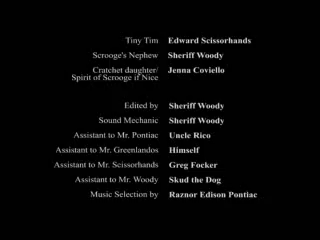 Tiny Tim Edward Scissorhands
Scrooge's Nephew Sheriff Woody
Cratchet daughter/ Jenna Coviello
Spirit of Scrooge if Nice
Edited by Sheriff Woody
Sound Mechanic Sheriff Woody
Assistant to Mr. Pontiac Uncle Rico
Assistant to Mr. Greenlandos Himself
Assistant to Mr. Scissorhands Greg Focker
Assistant to Mr. Woody Skud the Dog
Music Selection by Raznor Edison Pontiac